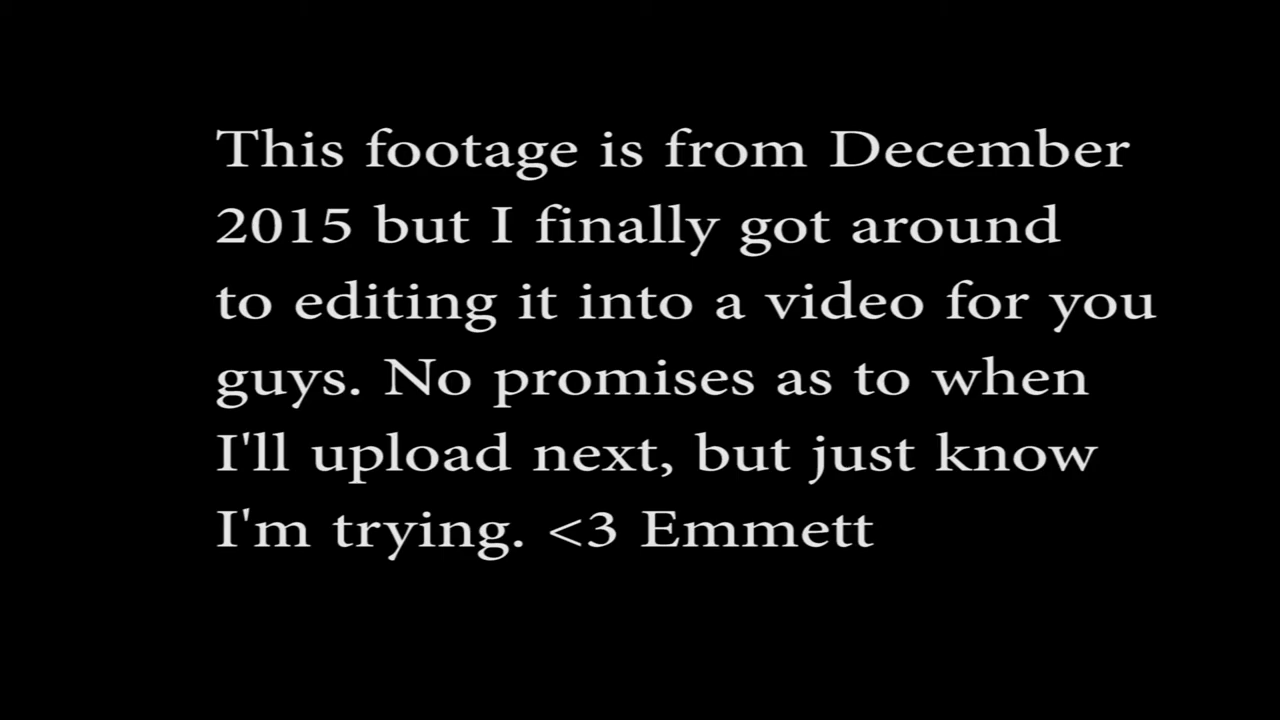 This footage is from December
2015 but I finally got around
to editing it into a video for you
guys. No promises as to when
I'll upload next, but just know
I'm trying. <3 Emmett